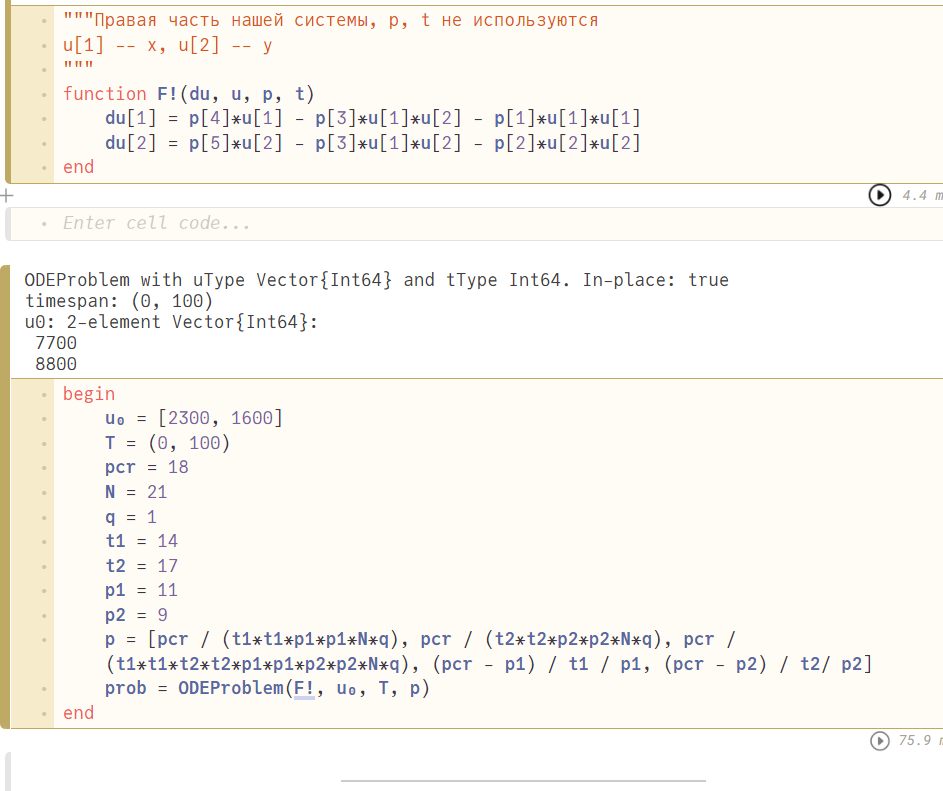 """Правая часть нашей системы, p, t не используются
u[1] -- x, u[2] -- y
"""
function F!(du, u, p, t)
du[1] = p[4]*u[1] - p[3]*u[1]*u[2] - p[1]*u[1]*u[1]
du[2] = p[5]*u[2] - p[3]*u[1]*u[2] - p[2]*u[2]*u[2]
end
4.4 m
Enter cell code...
ODEProblem with uType Vector{Int64} and tType Int64. In-place: true
timespan: (0, 100)
u0: 2-element Vector{Int64}:
7700
8800
begin
u₀ = [2300, 1600]
T = (0, 100)
pcr = 18
N = 21
q = 1
t1 = 14
t2 = 17
p1 = 11
p2 = 9
p = [pcr / (t1*t1*p1*p1*N*q), pcr / (t2*t2*p2*p2*N*q), pcr /
(t1*t1*t2*t2*p1*p1*p2*p2*N*q), (pcr - p1) / t1 / p1, (pcr - p2) / t2/ p2]
prob = ODEProblem(F!, u₀, T, p)
end
75.9 m